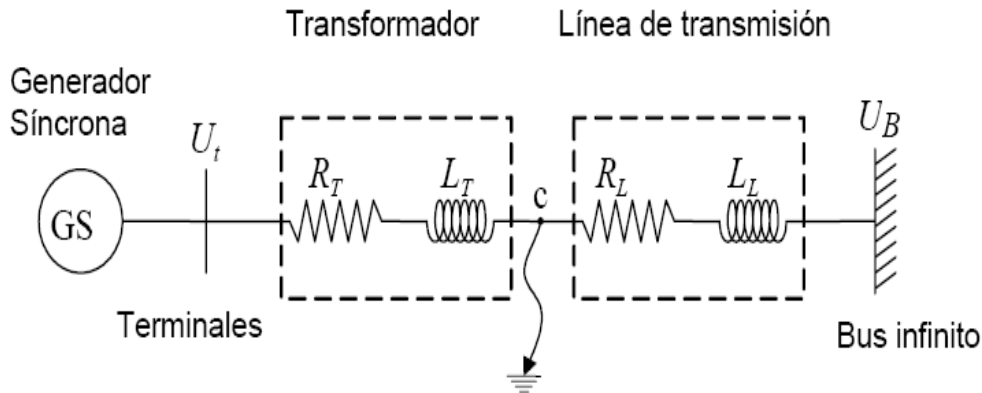 Transformador
Línea de transmisión
Generador
Síncrona
U_t
U_B
R_T
L_T
c
R_L
L_L
GS
Terminales
Bus infinito